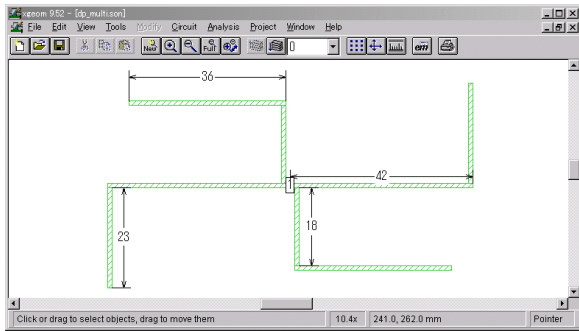 xgeom 9.52 - [dp_multi.son]
File Edit View Tools Modify Circuit Analysis Project Window Help
New Full 0 em
36
42
1
23
18
Click or drag to select objects, drag to move them 10.4x 241.0, 262.0 mm Pointer